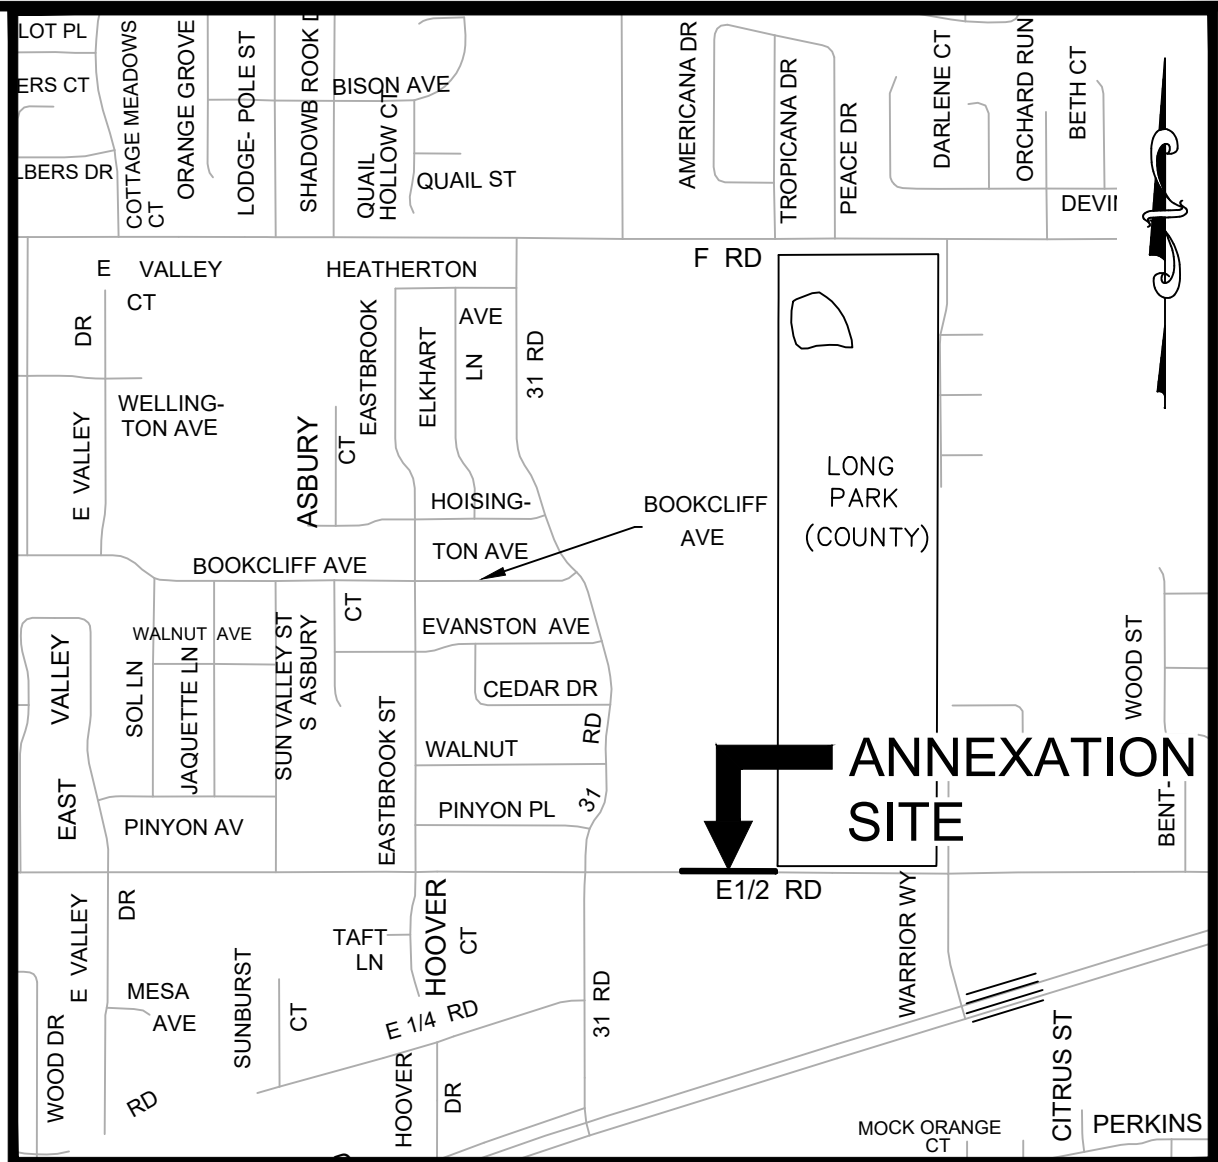 LOT PL
ERS CT
LBERS DR
COTTAGE MEADOWS
CT
ORANGE GROVE
LODGE- POLE ST
SHADOWB ROOK D
BISON AVE
QUAIL
HOLLOW CT
QUAIL ST
AMERICANA DR
TROPICANA DR
PEACE DR
DARLENE CT
ORCHARD RUN
BETH CT
DEVI
F RD
E VALLEY
CT
DR
E VALLEY
WELLING-
TON AVE
HEATHERTON
AVE
EASTBROOK
ELKHART
LN
31 RD
ASBURY
CT
HOISING-
TON AVE
BOOKCLIFF
AVE
BOOKCLIFF AVE
LONG
PARK
(COUNTY)
EAST VALLEY
WALNUT AVE
SOL LN
JAQUETTE LN
SUN VALLEY ST
S ASBURY
CT
EVANSTON AVE
CEDAR DR
EASTBROOK ST
WALNUT
PINYON PL
31 RD
PINYON AV
WOOD ST
BENT-
ANNEXATION
SITE
E1/2 RD
E VALLEY
DR
TAFT
LN
HOOVER
CT
WARRIOR WY
MESA
AVE
SUNBURST
CT
E 1/4 RD
31 RD
WOOD DR
RD
HOOVER
DR
CITRUS ST
MOCK ORANGE
CT
PERKINS